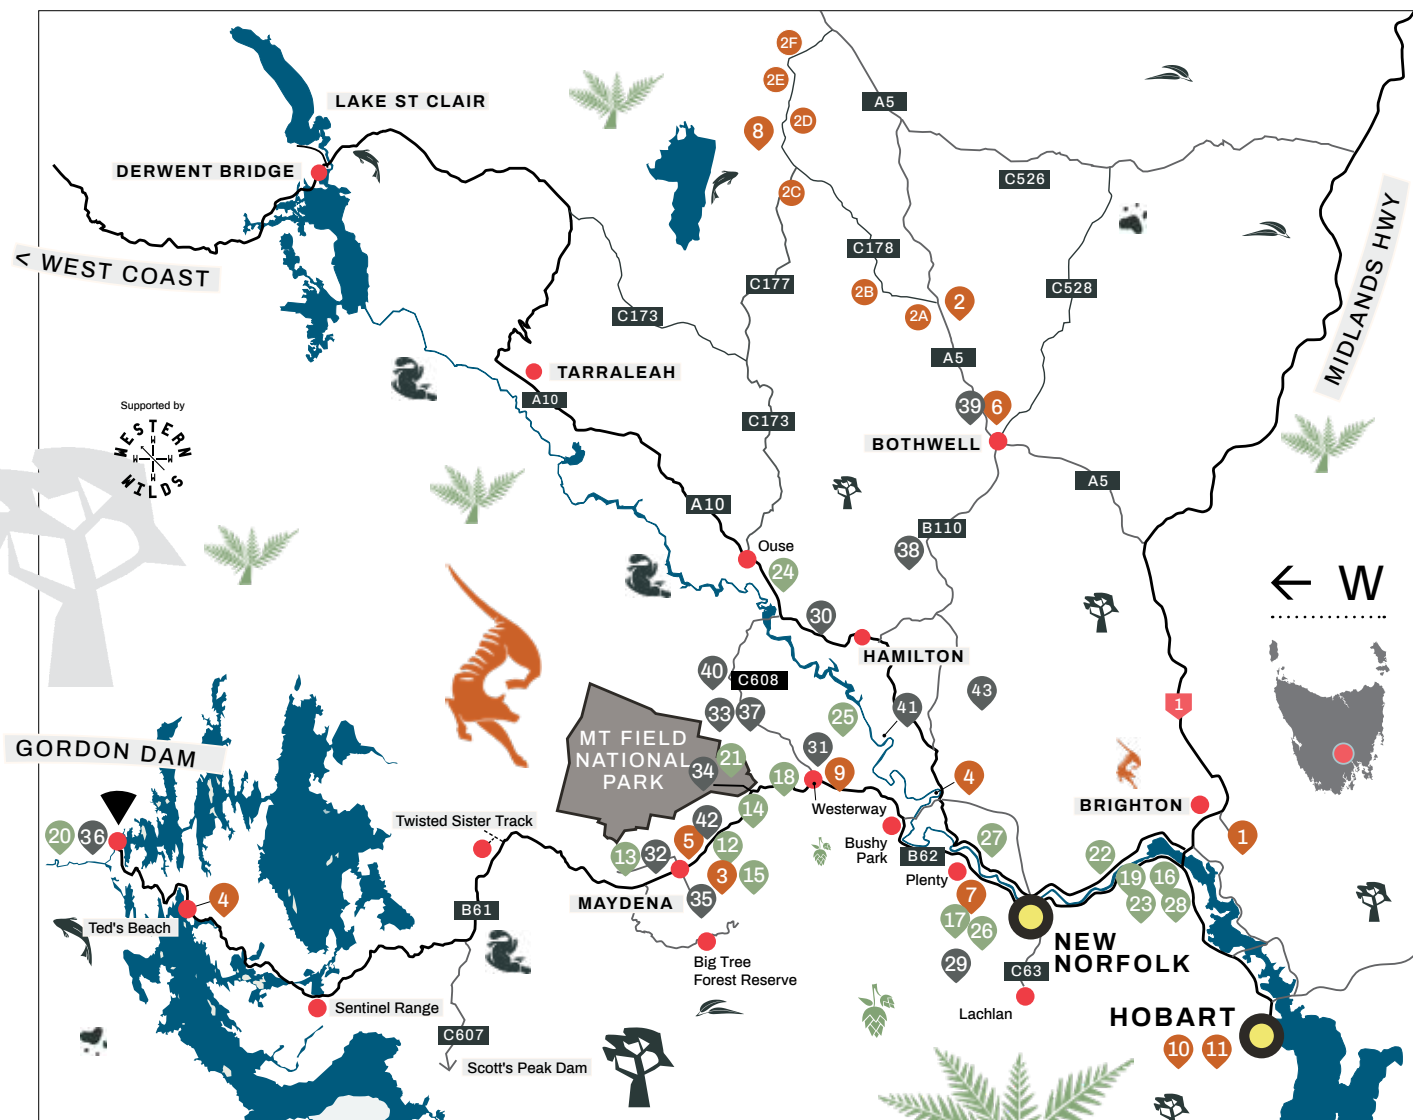 2F
2E
LAKE ST CLAIR
A5
8
2D
DERWENT BRIDGE
C526
2C
< WEST COAST
MIDLANDS HWY
C178
C177
2B
C528
2
2A
C173
A5
TARRALEAH
A10
Supported by
WESTERN
WILDS
W
W
W
W
39
6
C173
BOTHWELL
A5
A10
B110
Ouse
38
24
← W
30
HAMILTON
40
C608
43
33
37
25
41
1
MT FIELD
NATIONAL
PARK
GORDON DAM
31
21
34
18
9
4
Westerway
BRIGHTON
14
Twisted Sister Track
42
20
36
5
12
Bushy
Park
27
1
13
32
B62
22
3
15
Plenty
19
16
MAYDENA
35
7
23
28
4
B61
17
26
Ted's Beach
NEW
NORFOLK
Big Tree
Forest Reserve
29
C63
Sentinel Range
Lachlan
HOBART
C607
10
11
Scott's Peak Dam